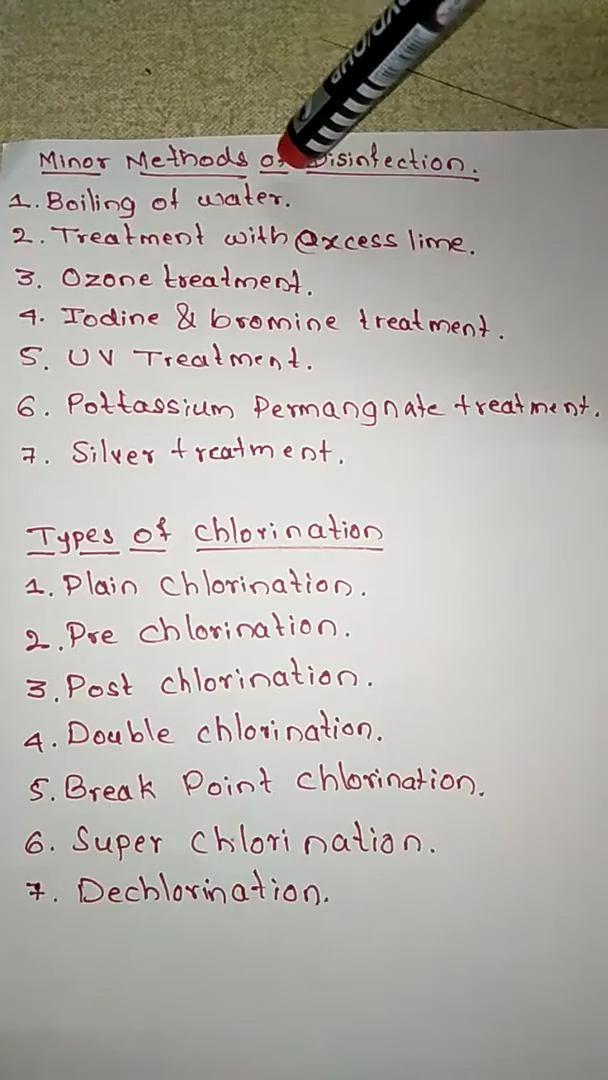 Minor Methods of Disinfection.
1. Boiling of water.
2. Treatment with excess lime.
3. Ozone treatment.
4. Iodine & bromine treatment.
5. UV Treatment.
6. Pottassium Permangnate treatment.
7. Silver treatment.
Types of chlorination
1. Plain chlorination.
2. Pre chlorination.
3. Post chlorination.
4. Double chlorination.
5. Break Point chlorination.
6. Super chlorination.
7. Dechlorination.